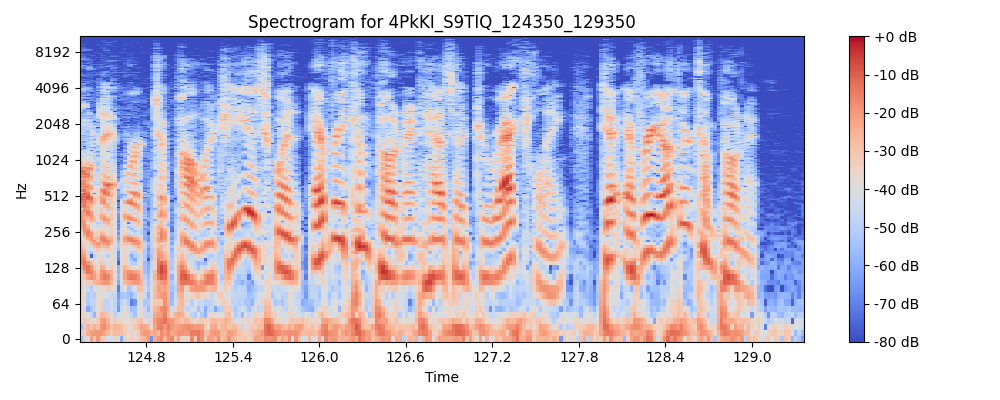 Spectrogram for 4PkKI_S9TIQ_124350_129350
Hz
8192
4096
2048
1024
512
256
128
64
0
124.8 125.4 126.0 126.6 127.2 127.8 128.4 129.0
Time
+0 dB
-10 dB
-20 dB
-30 dB
-40 dB
-50 dB
-60 dB
-70 dB
-80 dB